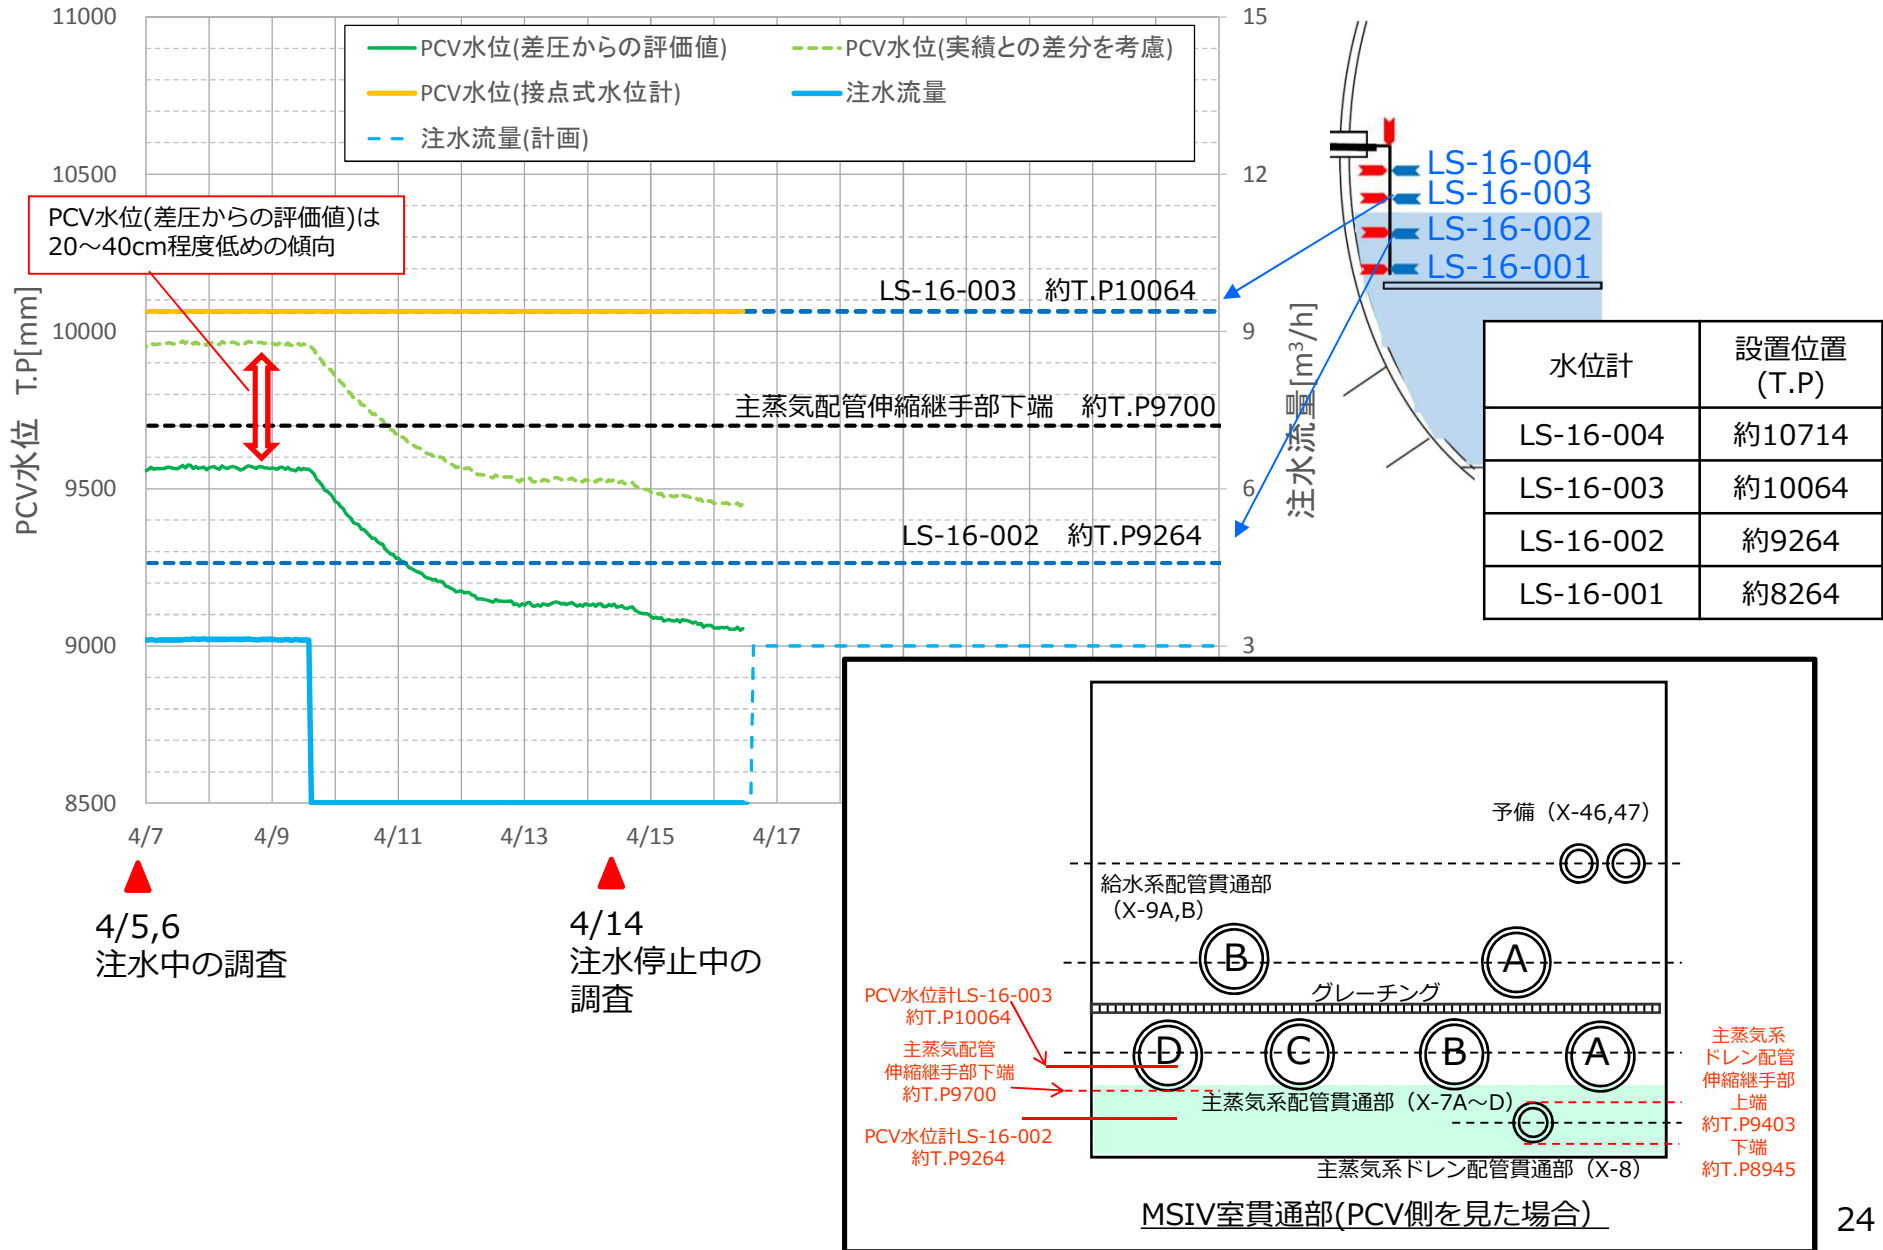 11000
10500
10000
9500
9000
8500
PCV水位　T.P[mm]
15
12
9
6
3
注水流量[m³/h]
PCV水位(差圧からの評価値)
PCV水位(実績との差分を考慮)
PCV水位(接点式水位計)
注水流量
注水流量(計画)
PCV水位(差圧からの評価値)は
20～40cm程度低めの傾向
LS-16-003　約T.P10064
主蒸気配管伸縮継手部下端　約T.P9700
LS-16-002　約T.P9264
4/7
4/9
4/11
4/13
4/15
4/17
4/5,6
注水中の調査
4/14
注水停止中の
調査
LS-16-004
LS-16-003
LS-16-002
LS-16-001
水位計
設置位置
(T.P)
LS-16-004
約10714
LS-16-003
約10064
LS-16-002
約9264
LS-16-001
約8264
予備（X-46,47）
給水系配管貫通部
（X-9A,B）
B
A
グレーチング
PCV水位計LS-16-003
約T.P10064
主蒸気配管
伸縮継手部下端
約T.P9700
PCV水位計LS-16-002
約T.P9264
D
C
B
A
主蒸気系配管貫通部（X-7A～D）
主蒸気系
ドレン配管
伸縮継手部
上端
約T.P9403
下端
約T.P8945
主蒸気系ドレン配管貫通部（X-8）
MSIV室貫通部(PCV側を見た場合）
24